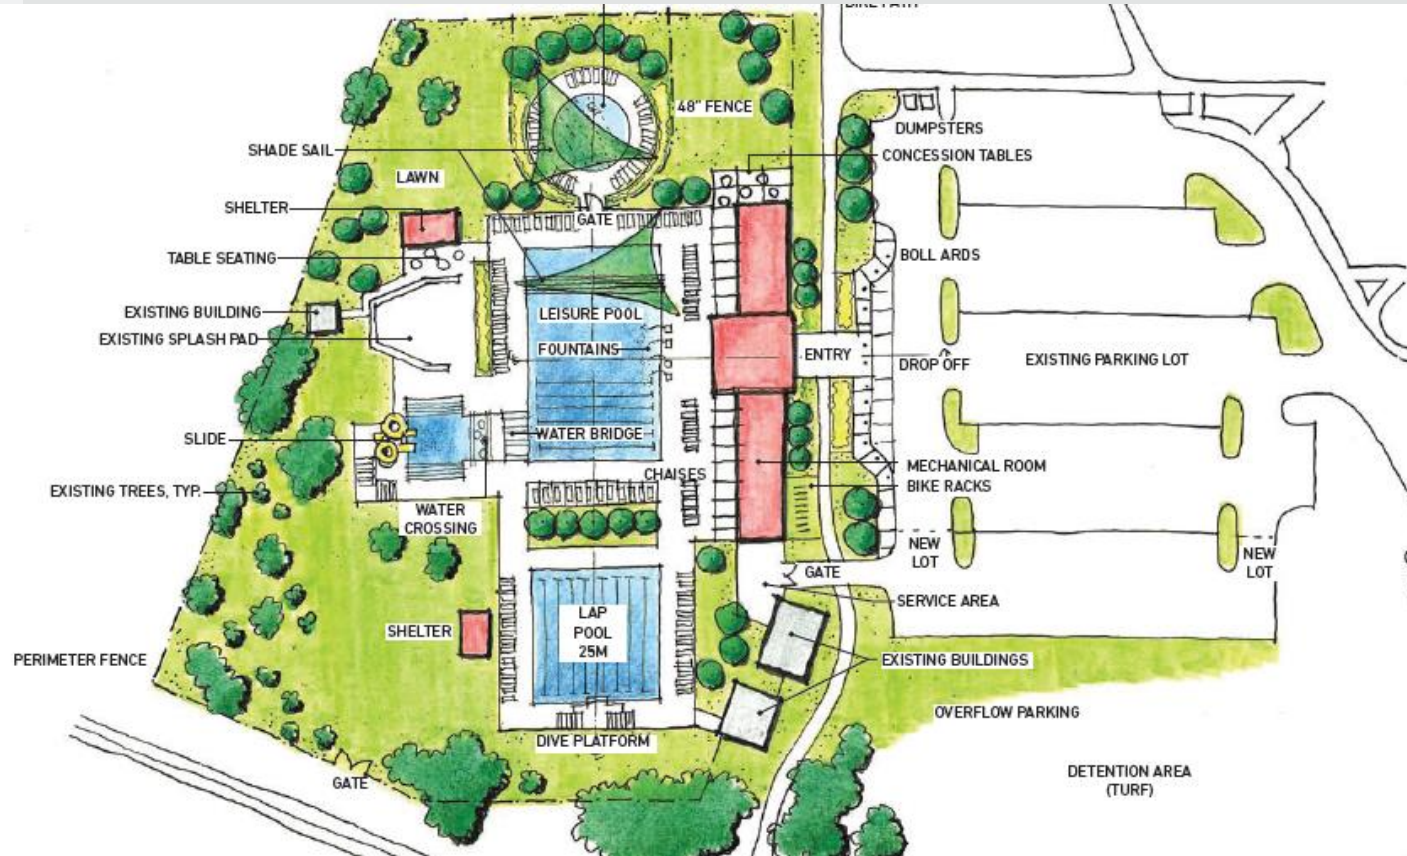 BIKE PATH
48" FENCE
DUMPSTERS
SHADE SAIL
CONCESSION TABLES
LAWN
SHELTER
GATE
TABLE SEATING
BOLL ARDS
EXISTING BUILDING
LEISURE POOL
EXISTING SPLASH PAD
FOUNTAINS
ENTRY
DROP OFF
EXISTING PARKING LOT
SLIDE
WATER BRIDGE
CHAISES
MECHANICAL ROOM
BIKE RACKS
EXISTING TREES, TYP.
WATER
CROSSING
NEW
LOT
NEW
LOT
GATE
SERVICE AREA
LAP
POOL
25M
SHELTER
PERIMETER FENCE
EXISTING BUILDINGS
OVERFLOW PARKING
DIVE PLATFORM
GATE
DETENTION AREA
(TURF)